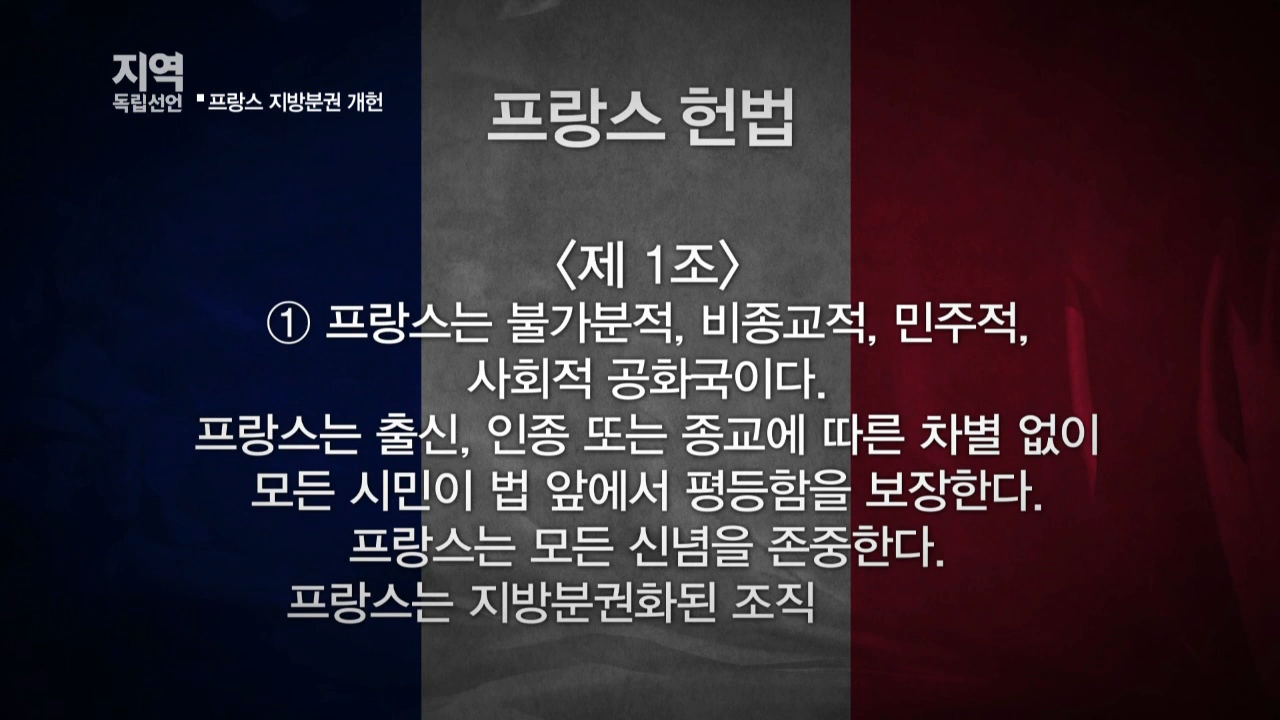 지역
독립선언
▪프랑스 지방분권 개헌
프랑스 헌법
〈제 1조〉
① 프랑스는 불가분적, 비종교적, 민주적,
사회적 공화국이다.
프랑스는 출신, 인종 또는 종교에 따른 차별 없이
모든 시민이 법 앞에서 평등함을 보장한다.
프랑스는 모든 신념을 존중한다.
프랑스는 지방분권화된 조직